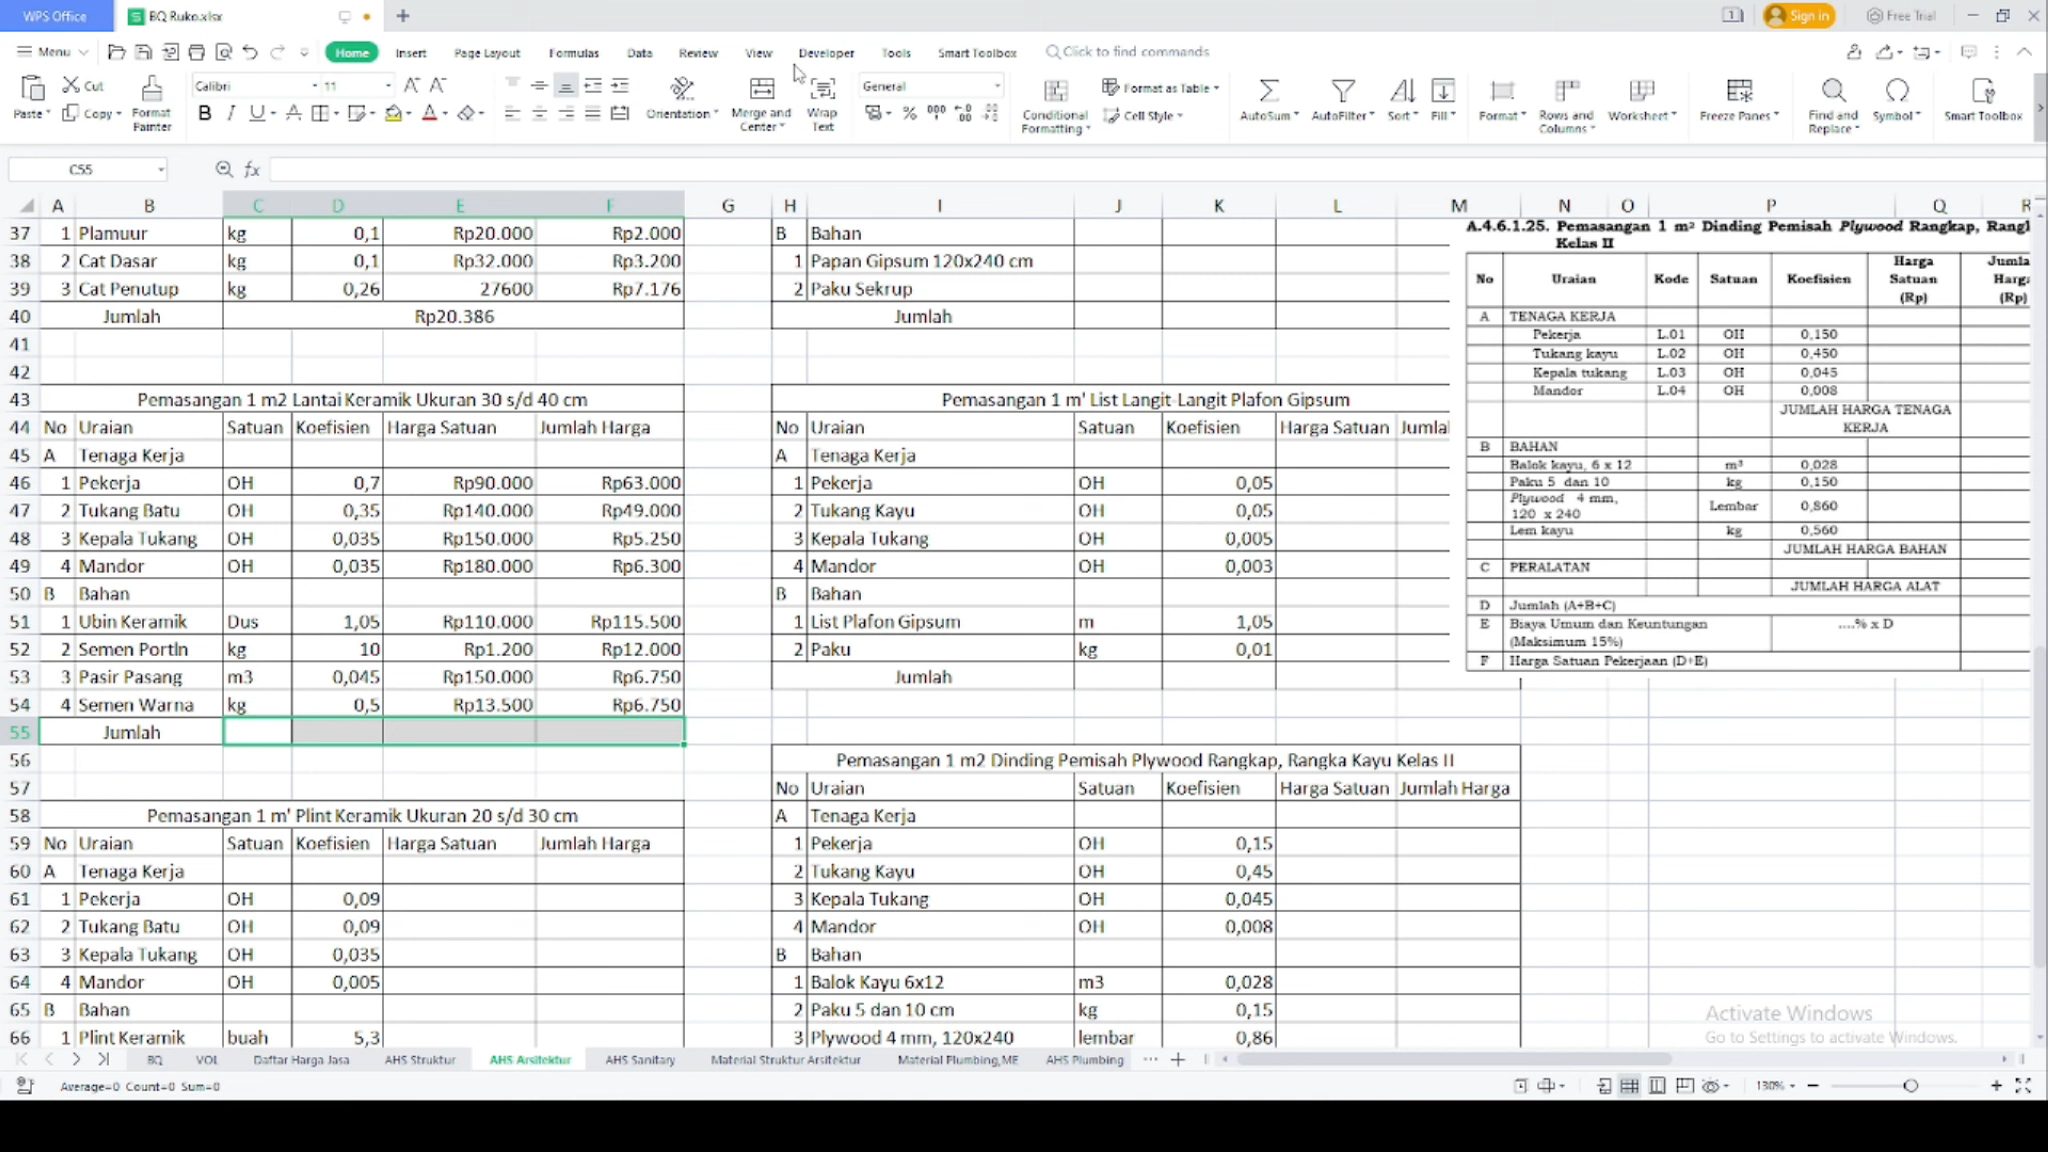 WPS Office
BQ Ruko.xlsx
Sign in
Free Trial
Menu
Home
Insert
Page Layout
Formulas
Data
Review
View
Developer
Tools
Smart Toolbox
Click to find commands
Paste
Cut
Copy
Format Painter
Calibri
11
Orientation
Merge and Center
Wrap Text
General
Conditional Formatting
Format as Table
Cell Style
AutoSum
AutoFilter
Sort
Fill
Format
Rows and Columns
Worksheet
Freeze Panes
Find and Replace
Symbol
Smart Toolbox
C55
A B C D E F G H I J K L M N O P Q R
37 1 Plamuur kg 0,1 Rp20.000 Rp2.000 B Bahan
38 2 Cat Dasar kg 0,1 Rp32.000 Rp3.200 1 Papan Gipsum 120x240 cm
39 3 Cat Penutup kg 0,26 27600 Rp7.176 2 Paku Sekrup
40 Jumlah Rp20.386 Jumlah
41
42
43 Pemasangan 1 m2 Lantai Keramik Ukuran 30 s/d 40 cm Pemasangan 1 m' List Langit-Langit Plafon Gipsum
44 No Uraian Satuan Koefisien Harga Satuan Jumlah Harga No Uraian Satuan Koefisien Harga Satuan Jumla
45 A Tenaga Kerja A Tenaga Kerja
46 1 Pekerja OH 0,7 Rp90.000 Rp63.000 1 Pekerja OH 0,05
47 2 Tukang Batu OH 0,35 Rp140.000 Rp49.000 2 Tukang Kayu OH 0,05
48 3 Kepala Tukang OH 0,035 Rp150.000 Rp5.250 3 Kepala Tukang OH 0,005
49 4 Mandor OH 0,035 Rp180.000 Rp6.300 4 Mandor OH 0,003
50 B Bahan B Bahan
51 1 Ubin Keramik Dus 1,05 Rp110.000 Rp115.500 1 List Plafon Gipsum m 1,05
52 2 Semen Portln kg 10 Rp1.200 Rp12.000 2 Paku kg 0,01
53 3 Pasir Pasang m3 0,045 Rp150.000 Rp6.750 Jumlah
54 4 Semen Warna kg 0,5 Rp13.500 Rp6.750
55 Jumlah
56 Pemasangan 1 m2 Dinding Pemisah Plywood Rangkap, Rangka Kayu Kelas II
57 No Uraian Satuan Koefisien Harga Satuan Jumlah Harga
58 Pemasangan 1 m' Plint Keramik Ukuran 20 s/d 30 cm A Tenaga Kerja
59 No Uraian Satuan Koefisien Harga Satuan Jumlah Harga 1 Pekerja OH 0,15
60 A Tenaga Kerja 2 Tukang Kayu OH 0,45
61 1 Pekerja OH 0,09 3 Kepala Tukang OH 0,045
62 2 Tukang Batu OH 0,09 4 Mandor OH 0,008
63 3 Kepala Tukang OH 0,035 B Bahan
64 4 Mandor OH 0,005 1 Balok Kayu 6x12 m3 0,028
65 B Bahan 2 Paku 5 dan 10 cm kg 0,15
66 1 Plint Keramik buah 5,3 3 Plywood 4 mm, 120x240 lembar 0,86
A.4.6.1.25. Pemasangan 1 m² Dinding Pemisah Plywood Rangkap, Rangl
Kelas II
No Uraian Kode Satuan Koefisien Harga Satuan (Rp) Jumla Harga (Rp)
A TENAGA KERJA
Pekerja L.01 OH 0,150
Tukang kayu L.02 OH 0,450
Kepala tukang L.03 OH 0,045
Mandor L.04 OH 0,008
JUMLAH HARGA TENAGA
KERJA
B BAHAN
Balok kayu, 6 x 12 m³ 0,028
Paku 5 dan 10 kg 0,150
Plywood 4 mm,
120 x 240 Lembar 0,860
Lem kayu kg 0,560
JUMLAH HARGA BAHAN
C PERALATAN
JUMLAH HARGA ALAT
D Jumlah (A+B+C)
E Biaya Umum dan Keuntungan ....% x D
(Maksimum 15%)
F Harga Satuan Pekerjaan (D+E)
Activate Windows
Go to Settings to activate Windows.
BQ
VOL
Daftar Harga Jasa
AHS Struktur
AHS Arsitektur
AHS Sanitary
Material Struktur Arsitektur
Material Plumbing,ME
AHS Plumbing
Average=0 Count=0 Sum=0
130%